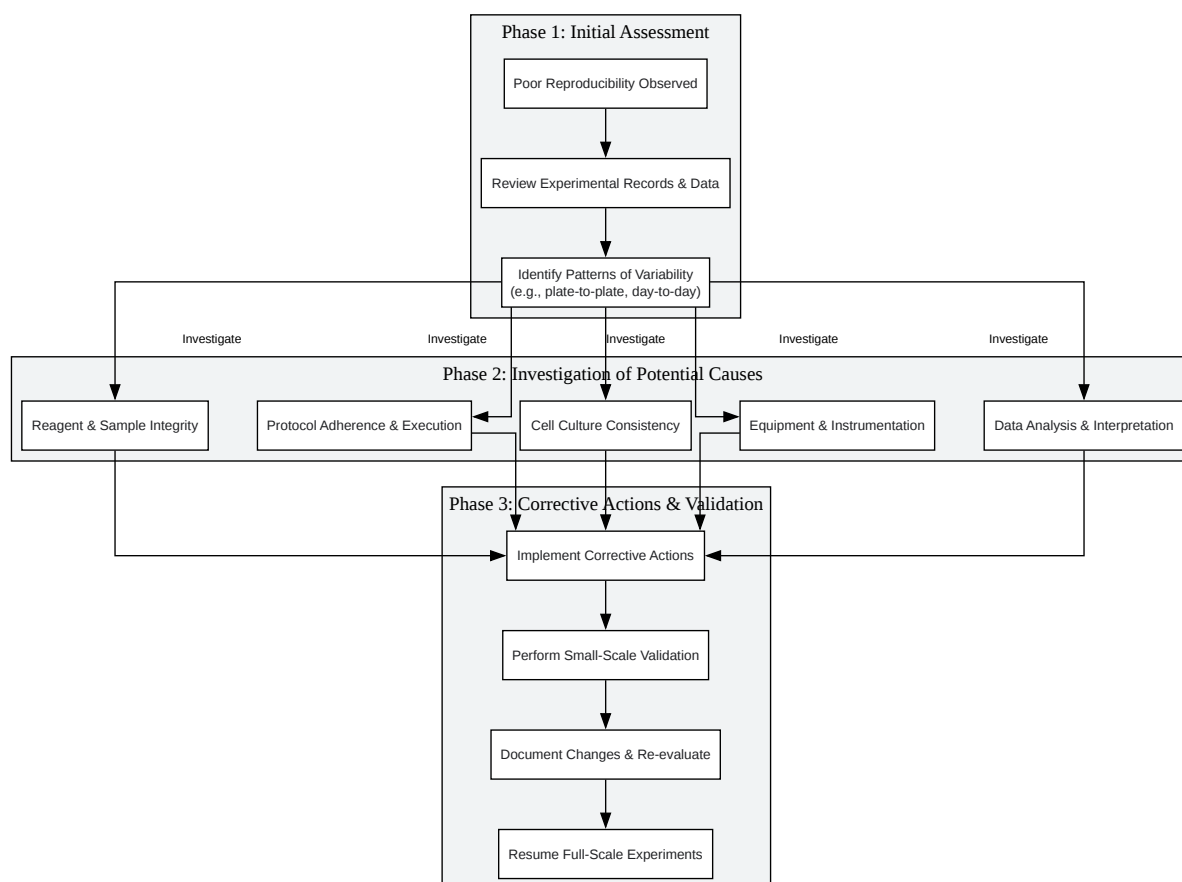 Phase 1: Initial Assessment
Poor Reproducibility Observed
Review Experimental Records & Data
Identify Patterns of Variability
(e.g., plate-to-plate, day-to-day)
Investigate
Investigate
Investigate
Investigate
Investigate
Phase 2: Investigation of Potential Causes
Reagent & Sample Integrity
Protocol Adherence & Execution
Cell Culture Consistency
Equipment & Instrumentation
Data Analysis & Interpretation
Phase 3: Corrective Actions & Validation
Implement Corrective Actions
Perform Small-Scale Validation
Document Changes & Re-evaluate
Resume Full-Scale Experiments